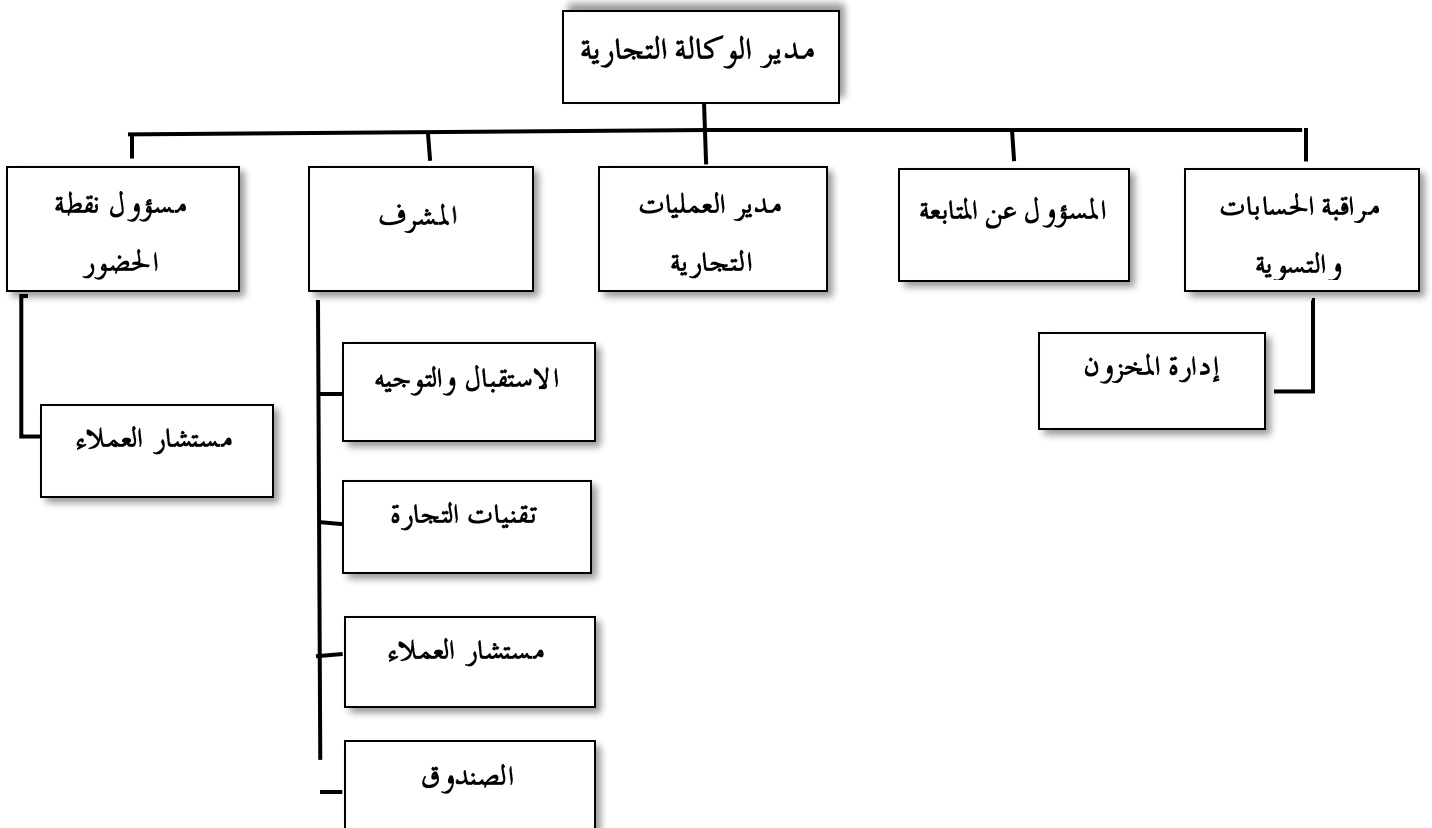 مدير الوكالة التجارية
مراقبة الحسابات
والتسوية
المسؤول عن المتابعة
مدير العمليات
التجارية
المشرف
مسؤول نقطة
الحضور
إدارة المخزون
الاستقبال والتوجيه
تقنيات التجارة
مستشار العملاء
الصندوق
مستشار العملاء